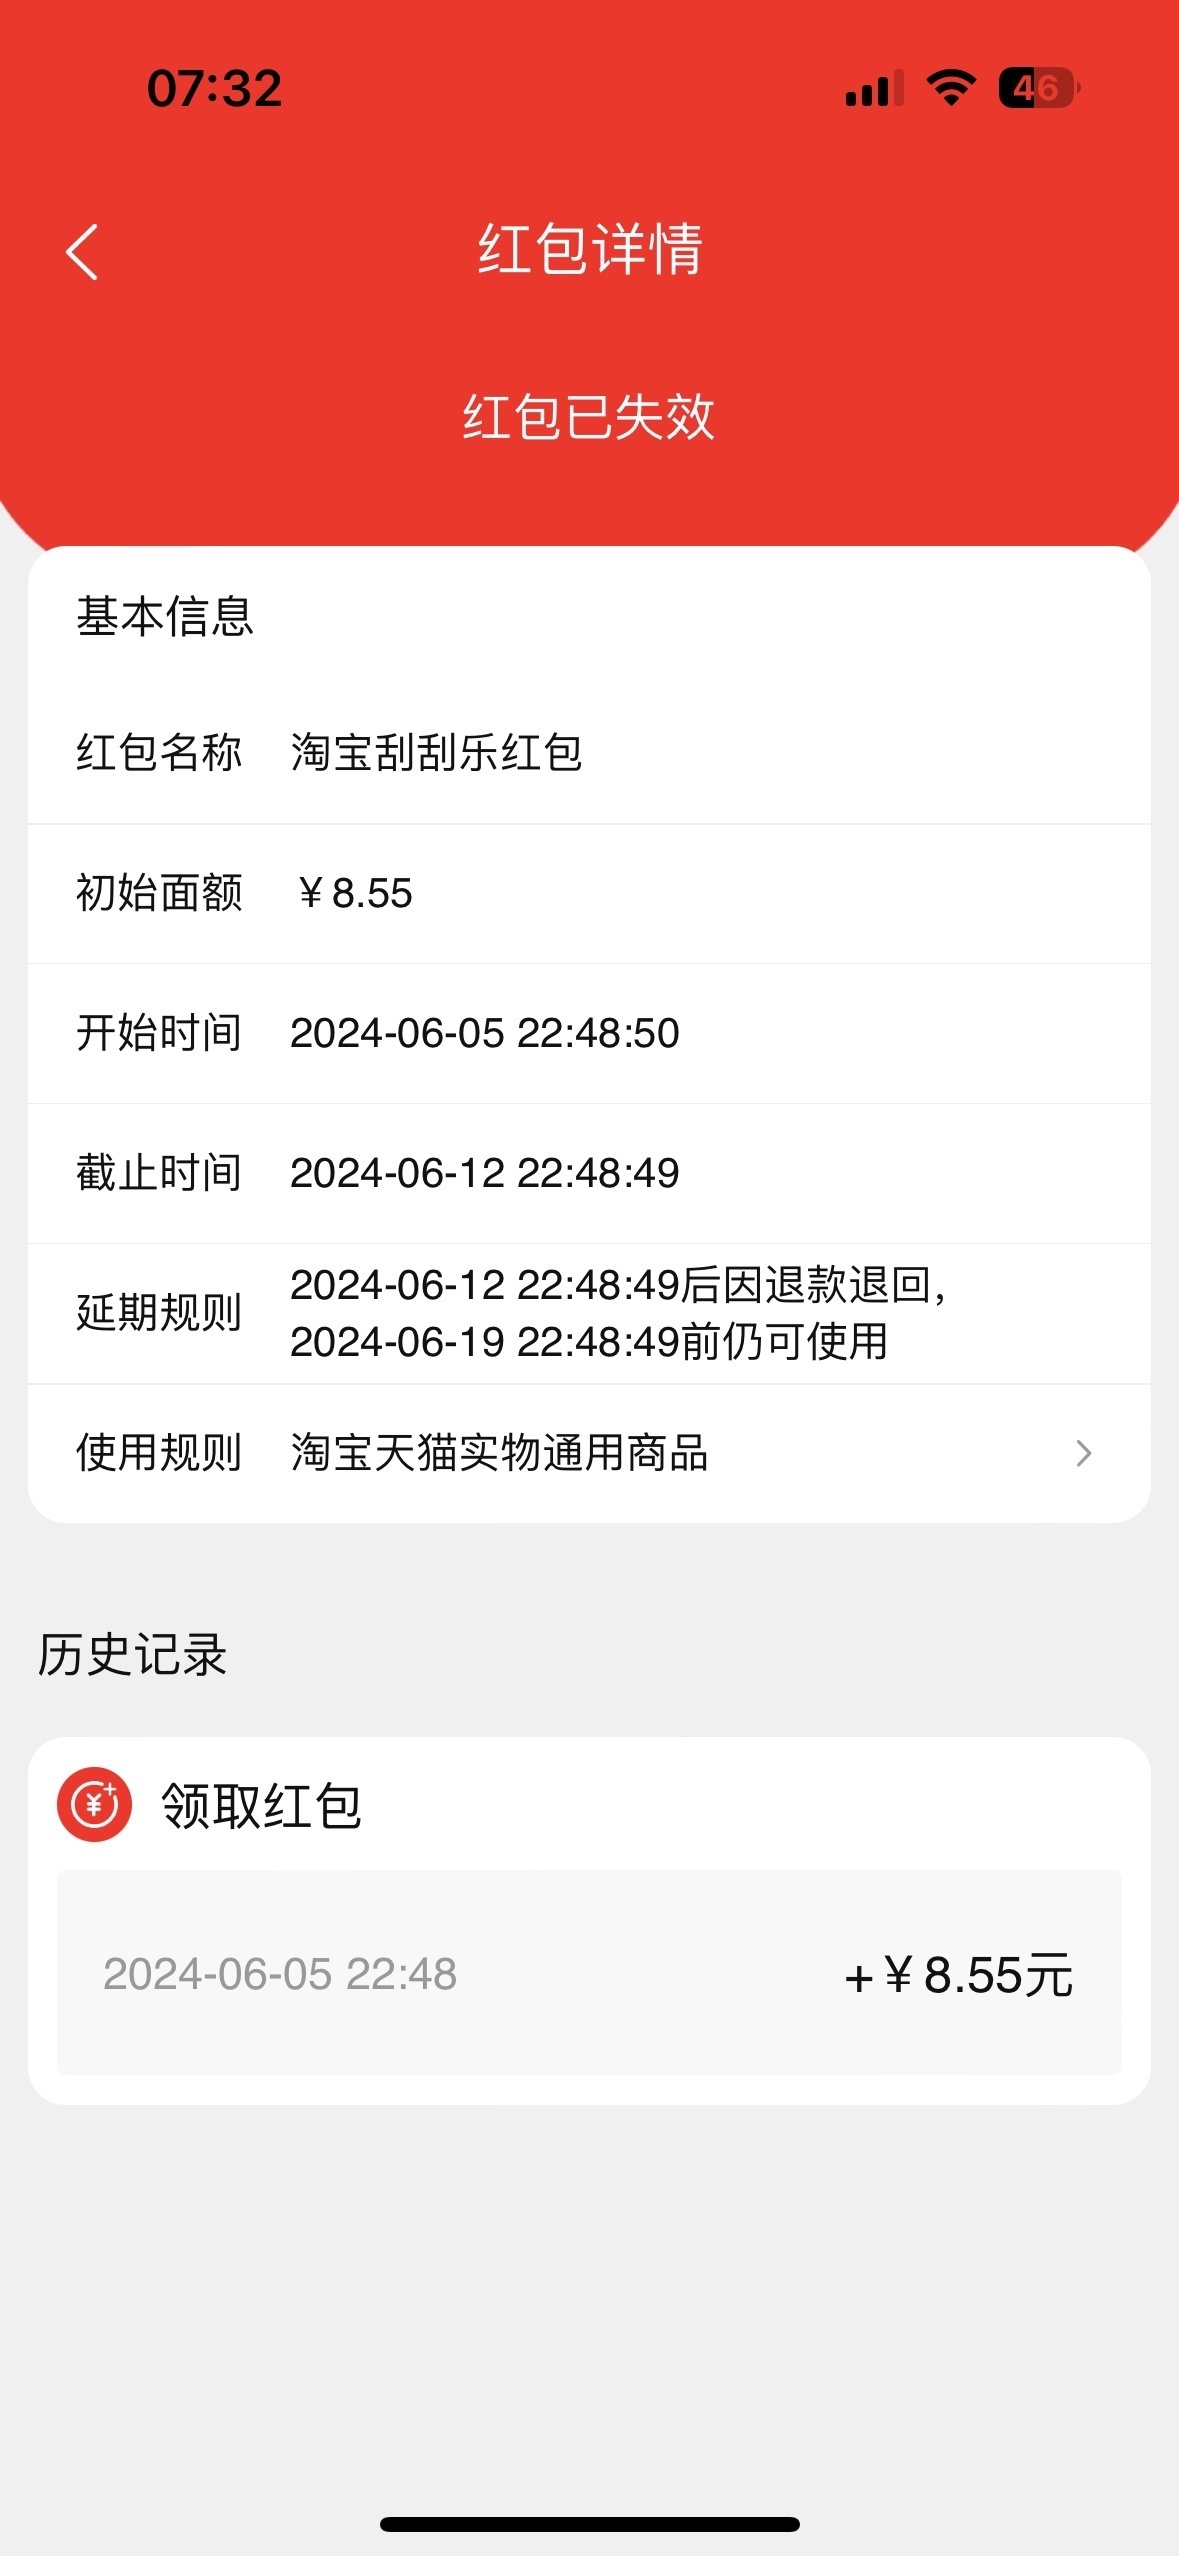 07:32
46
红包详情
红包已失效
基本信息
红包名称 淘宝刮刮乐红包
初始面额 ￥8.55
开始时间 2024-06-05 22:48:50
截止时间 2024-06-12 22:48:49
延期规则 2024-06-12 22:48:49后因退款退回，
2024-06-19 22:48:49前仍可使用
使用规则 淘宝天猫实物通用商品
历史记录
领取红包
2024-06-05 22:48 +￥8.55元